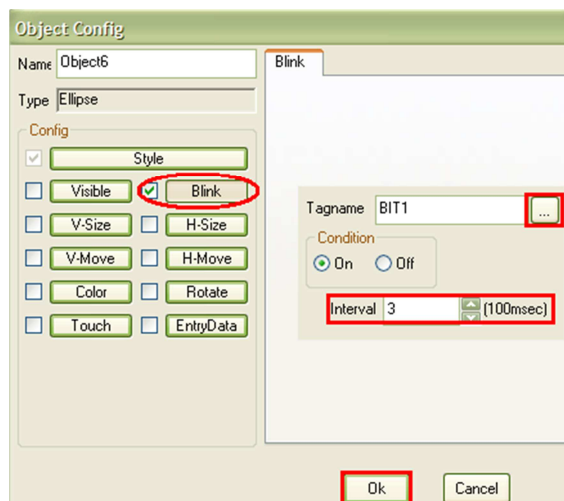 Object Config
Name Object6
Type Ellipse
Config
Style
Visible Blink
V-Size H-Size
V-Move H-Move
Color Rotate
Touch EntryData
Blink
Tagname BIT1 ...
Condition
On Off
Interval 3 (100msec)
Ok Cancel